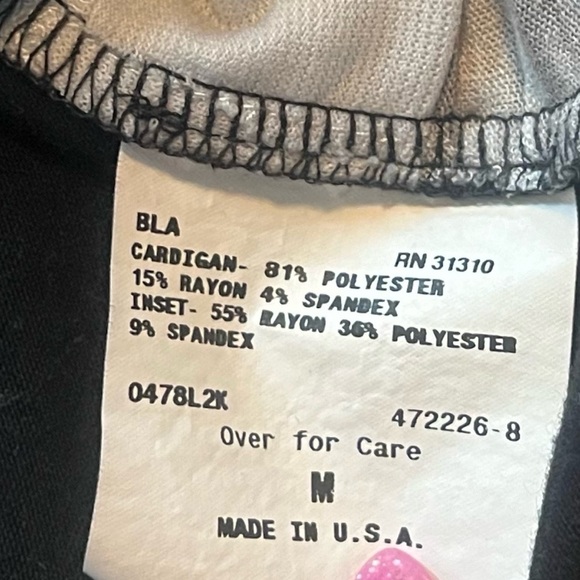 BLA
RN 31310
CARDIGAN- 81% POLYESTER
15% RAYON 4% SPANDEX
INSET- 55% RAYON 36% POLYESTER
9% SPANDEX
0478L2K
472226-8
Over for Care
M
MADE IN U.S.A.